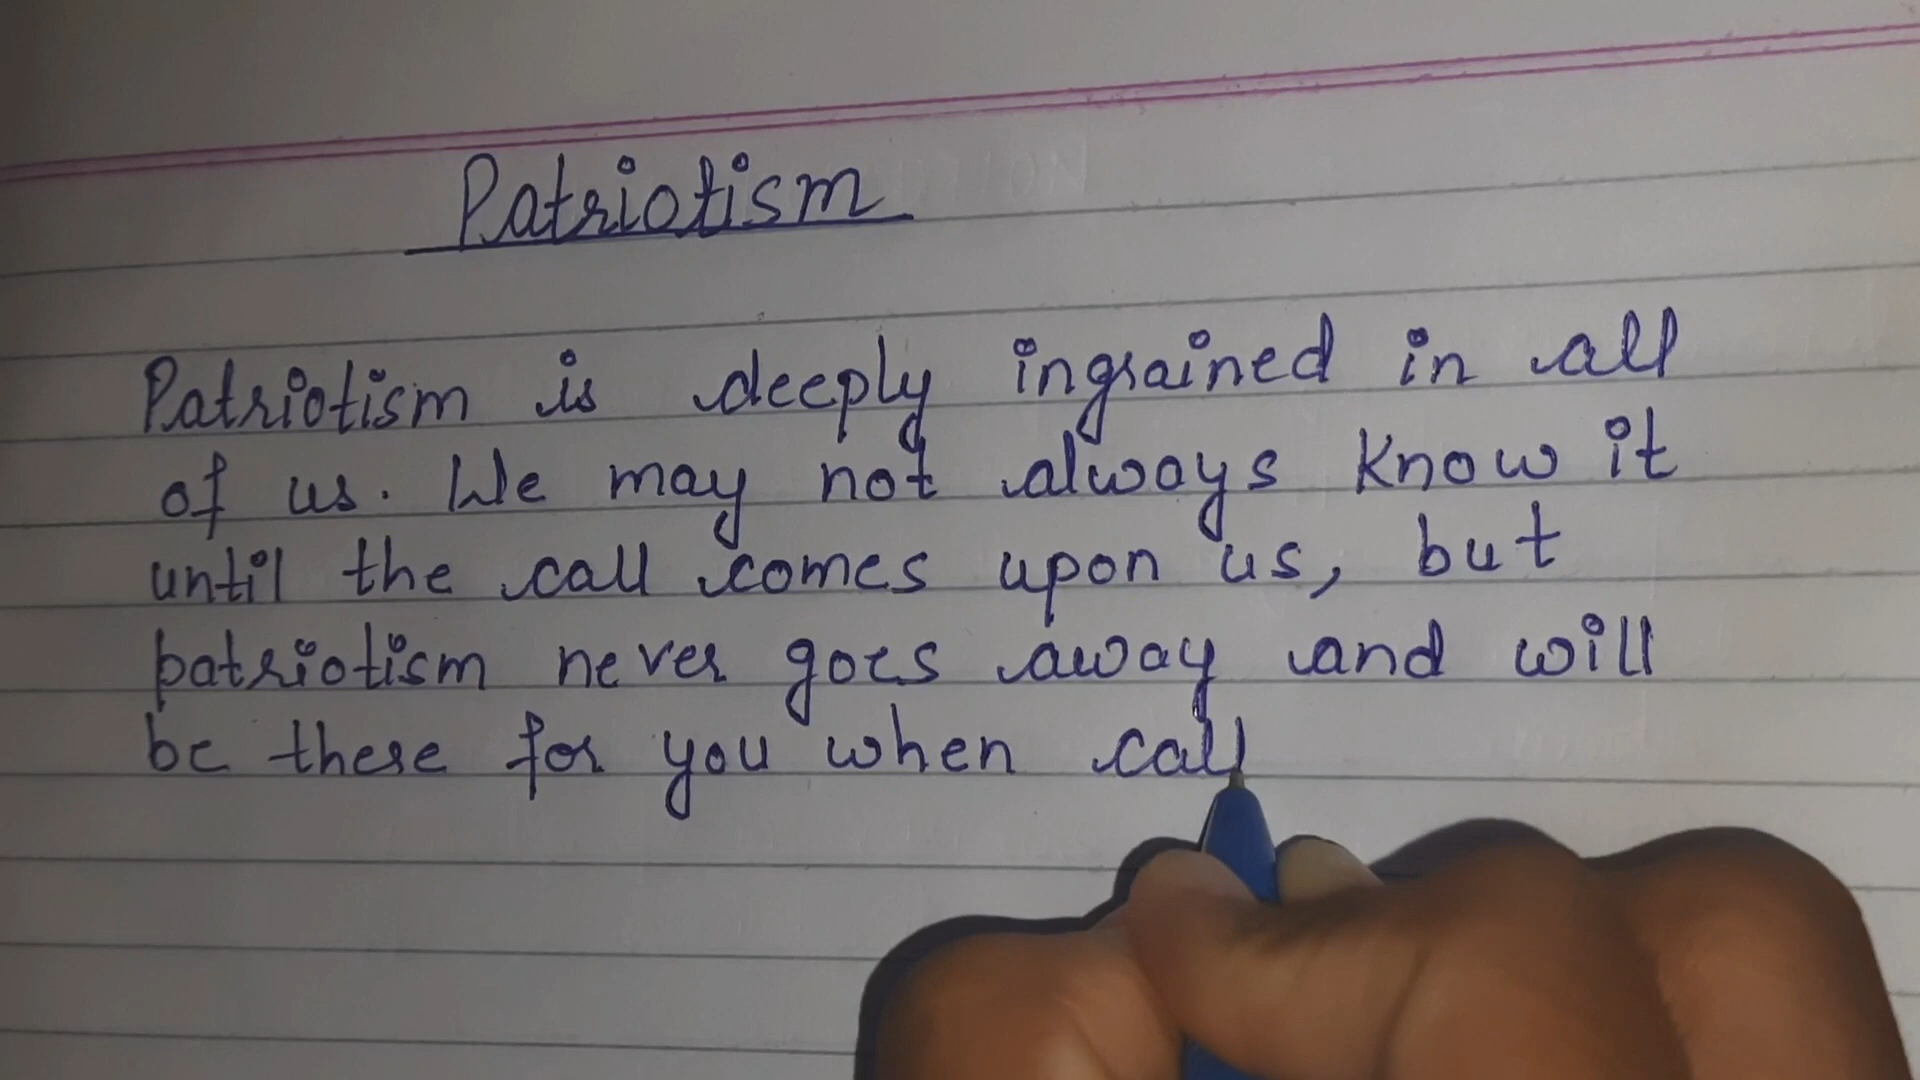 Patriotism
Patriotism is deeply ingrained in all
of us. We may not always know it
until the call comes upon us, but
patriotism never goes away and will
be there for you when call